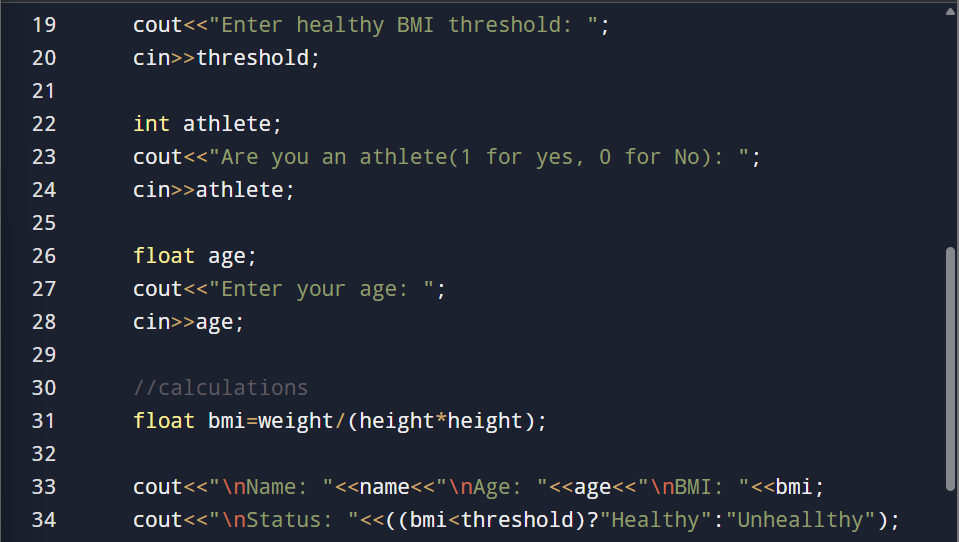 19 cout<<"Enter healthy BMI threshold: ";
20 cin>>threshold;
21
22 int athlete;
23 cout<<"Are you an athlete(1 for yes, 0 for No): ";
24 cin>>athlete;
25
26 float age;
27 cout<<"Enter your age: ";
28 cin>>age;
29
30 //calculations
31 float bmi=weight/(height*height);
32
33 cout<<"\nName: "<<name<<"\nAge: "<<age<<"\nBMI: "<<bmi;
34 cout<<"\nStatus: "<<((bmi<threshold)?"Healthy":"Unheallthy");